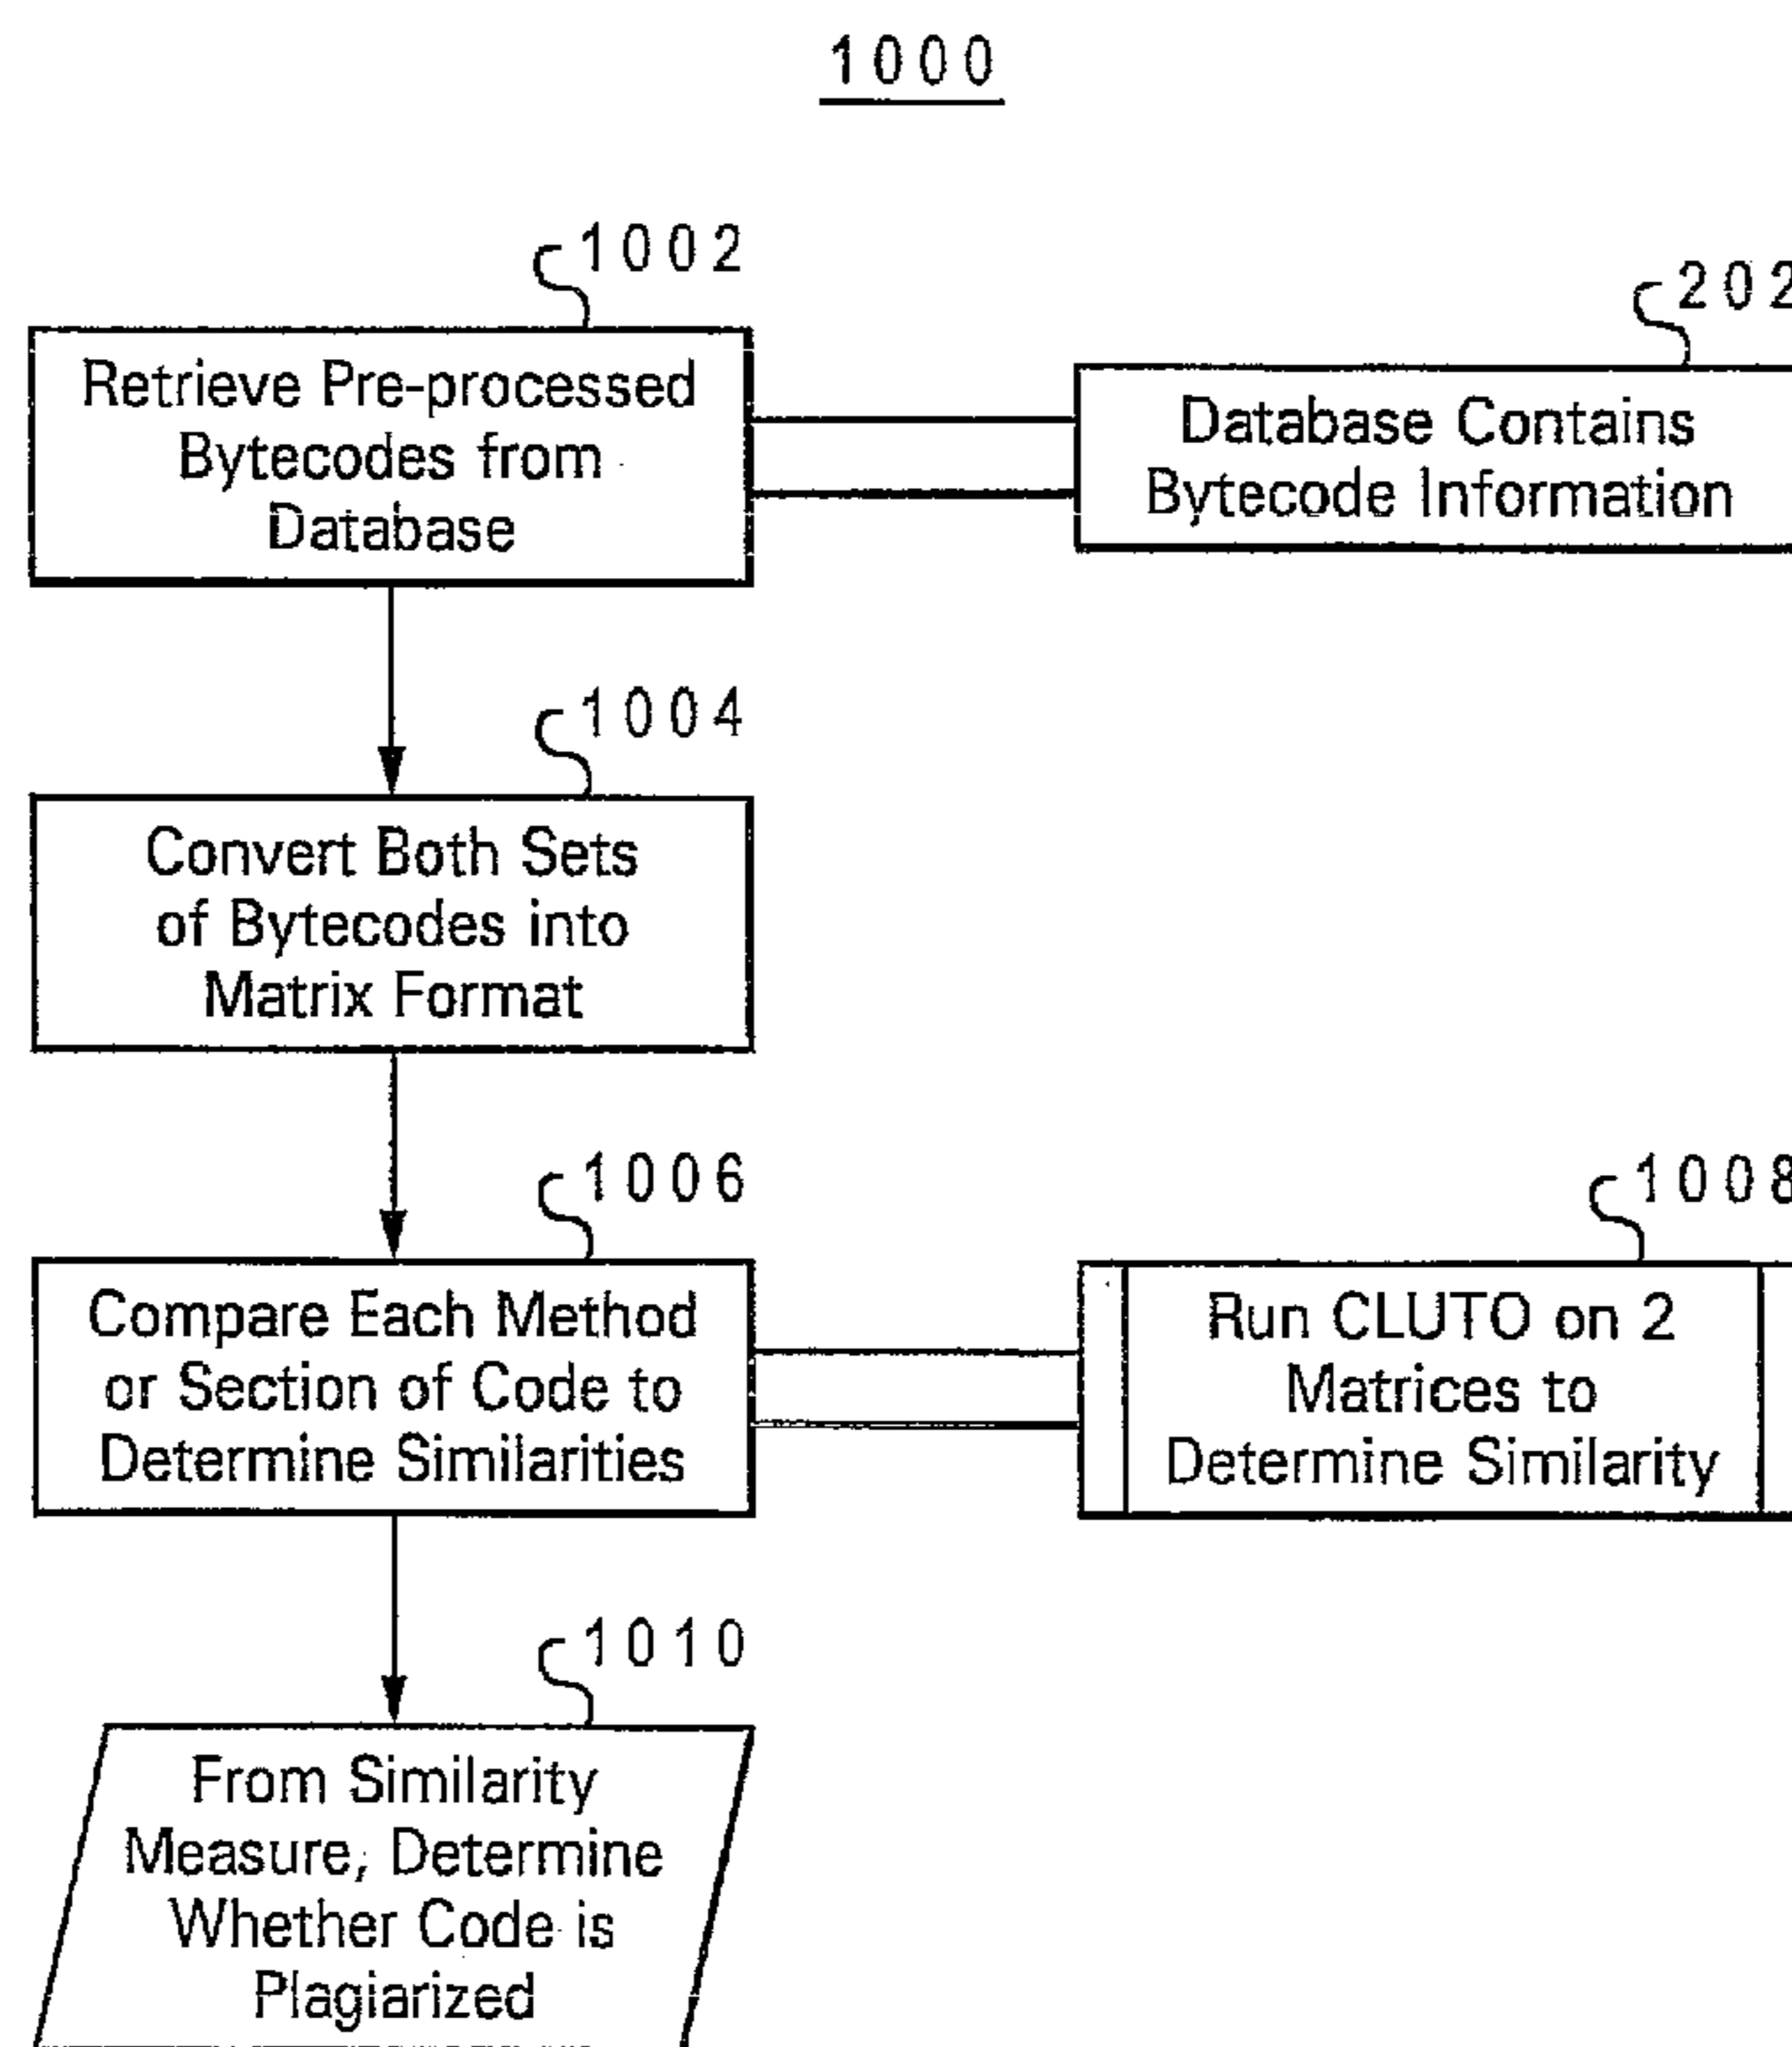 1000
1002
Retrieve Pre-processed
Bytecodes from
Database
202
Database Contains
Bytecode Information
1004
Convert Both Sets
of Bytecodes into
Matrix Format
1006
Compare Each Method
or Section of Code to
Determine Similarities
1008
Run CLUTO on 2
Matrices to
Determine Similarity
1010
From Similarity
Measure, Determine
Whether Code is
Plagiarized